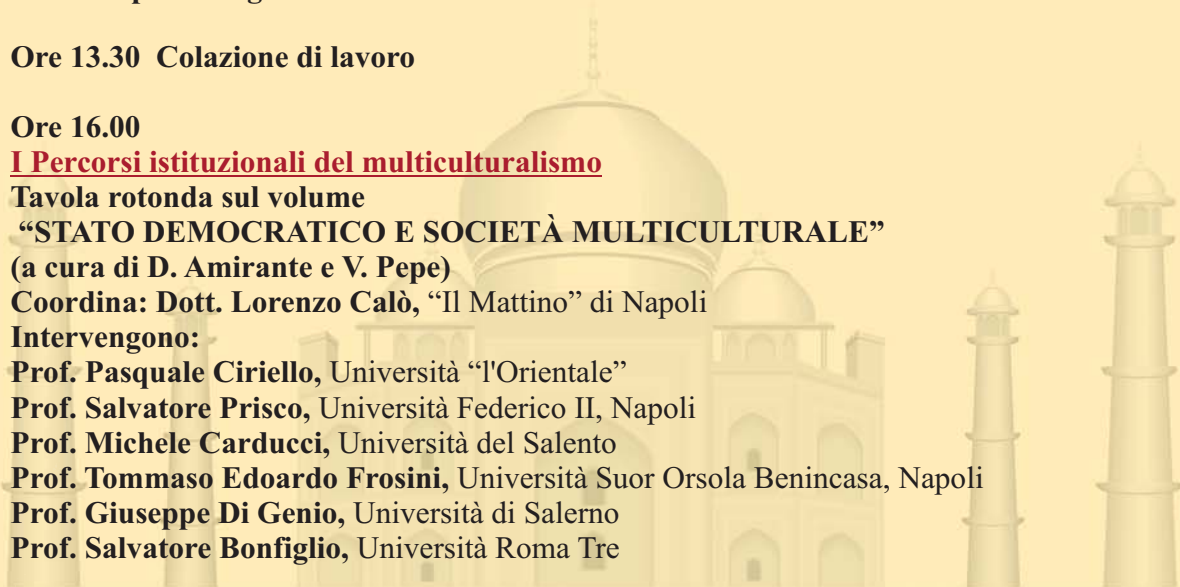 Ore 13.30 Colazione di lavoro
Ore 16.00
I Percorsi istituzionali del multiculturalismo
Tavola rotonda sul volume
“STATO DEMOCRATICO E SOCIETÀ MULTICULTURALE”
(a cura di D. Amirante e V. Pepe)
Coordina: Dott. Lorenzo Calò, “Il Mattino” di Napoli
Intervengono:
Prof. Pasquale Ciriello, Università “l'Orientale”
Prof. Salvatore Prisco, Università Federico II, Napoli
Prof. Michele Carducci, Università del Salento
Prof. Tommaso Edoardo Frosini, Università Suor Orsola Benincasa, Napoli
Prof. Giuseppe Di Genio, Università di Salerno
Prof. Salvatore Bonfiglio, Università Roma Tre